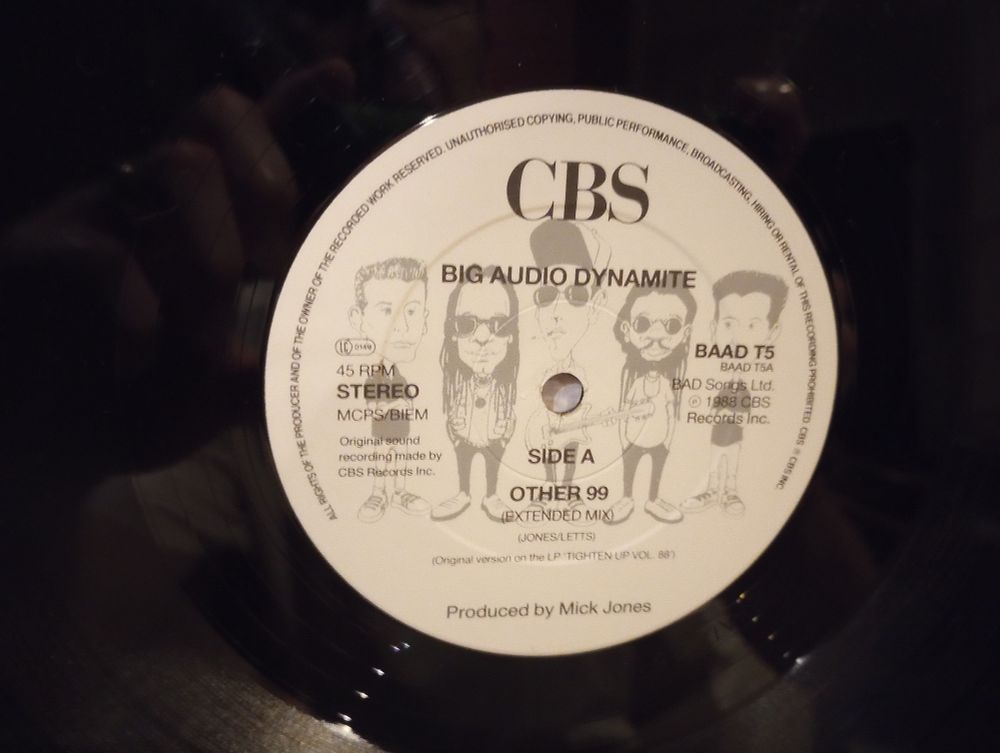 ALL RIGHTS OF THE PRODUCER AND OF THE OWNER OF THE RECORDED WORK RESERVED. UNAUTHORISED COPYING, PUBLIC PERFORMANCE, BROADCASTING, HIRING OR RENTAL OF THIS RECORDING PROHIBITED. CBS ® CBS INC.
CBS
BIG AUDIO DYNAMITE
LC 0149
45 RPM
STEREO
MCPS/BIEM
Original sound
recording made by
CBS Records Inc.
BAAD T5
BAAD T5A
BAD Songs Ltd.
℗ 1988 CBS
Records Inc.
SIDE A
OTHER 99
(EXTENDED MIX)
(JONES/LETTS)
(Original version on the LP 'TIGHTEN UP VOL. 88')
Produced by Mick Jones